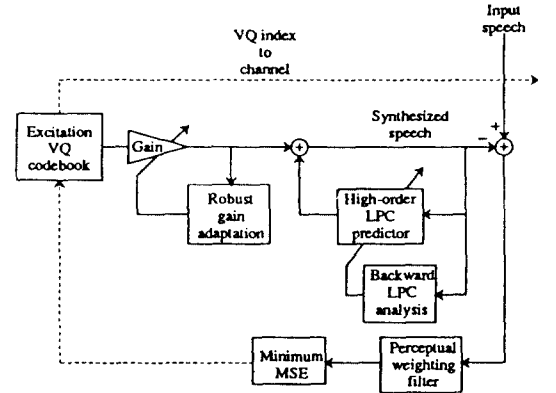 Input
speech
VQ index
to
channel
+
Excitation
VQ
codebook
Gain
+
Synthesized
speech
−
+
Robust
gain
adaptation
High-order
LPC
predictor
Backward
LPC
analysis
Minimum
MSE
Perceptual
weighting
filter